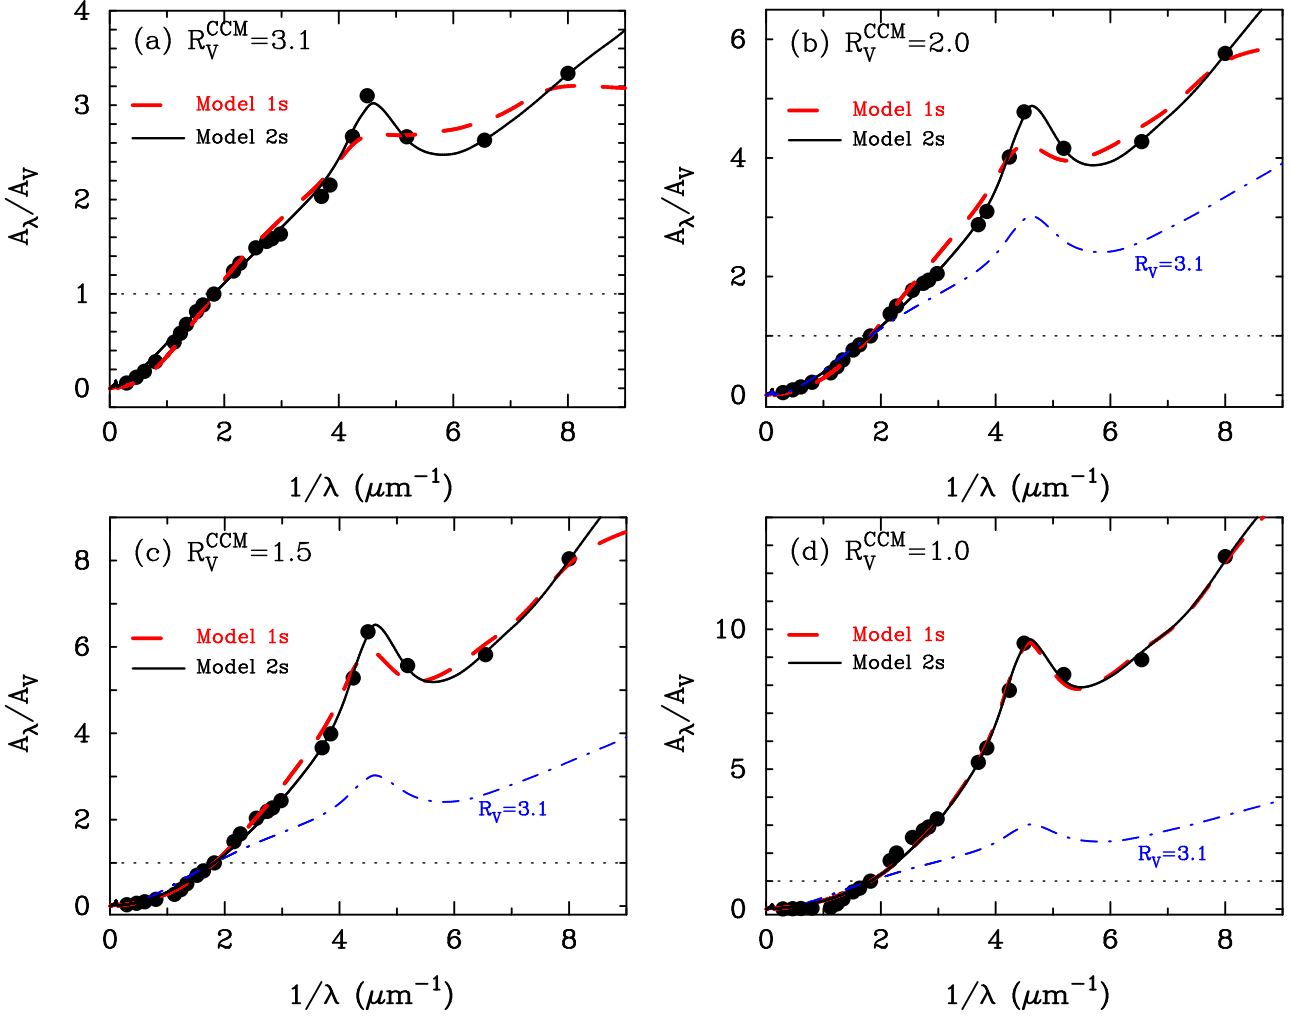 (a) R_V^CCM=3.1
Model 1s
Model 2s
4
3
2
1
0
A_λ/A_V
0 2 4 6 8
1/λ (μm⁻¹)
(b) R_V^CCM=2.0
Model 1s
Model 2s
R_V=3.1
6
4
2
0
A_λ/A_V
0 2 4 6 8
1/λ (μm⁻¹)
(c) R_V^CCM=1.5
Model 1s
Model 2s
R_V=3.1
8
6
4
2
0
A_λ/A_V
0 2 4 6 8
1/λ (μm⁻¹)
(d) R_V^CCM=1.0
Model 1s
Model 2s
R_V=3.1
10
5
0
A_λ/A_V
0 2 4 6 8
1/λ (μm⁻¹)